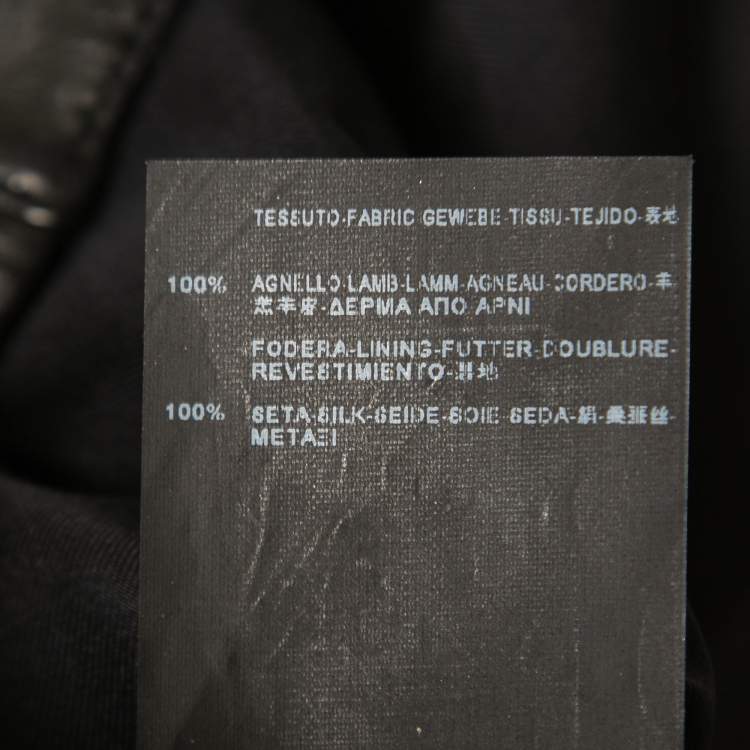 TESSUTO-FABRIC-GEWEBE-TISSU-TEJIDO-表地
100% AGNELLO-LAMB-LAMM-AGNEAU-CORDERO-羊
羊皮-ΔΕΡΜΑ ΑΠΟ ΑΡΝΙ
FODERA-LINING-FUTTER-DOUBLURE-
REVESTIMIENTO-裏地
100% SETA-SILK-SEIDE-SOIE-SEDA-絹-桑蚕丝-
ΜΕΤΑΞΙ